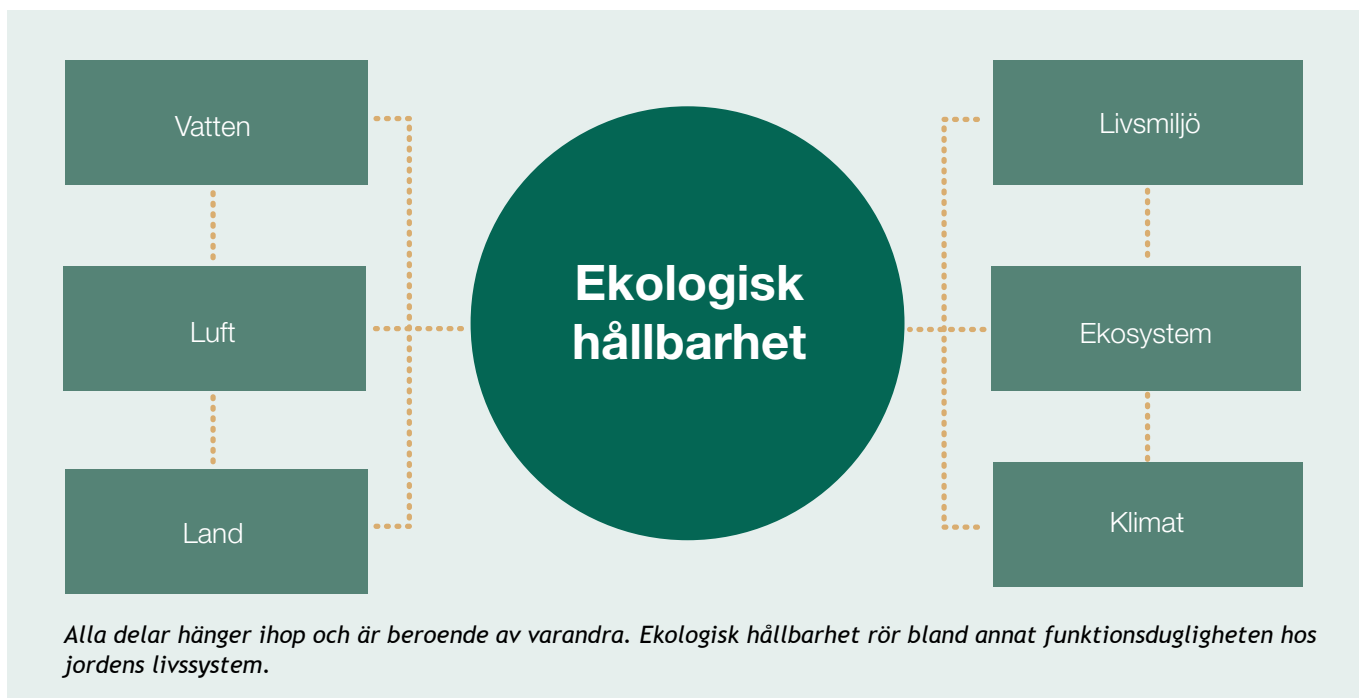 Vatten
Luft
Land
Ekologisk
hållbarhet
Livsmiljö
Ekosystem
Klimat
Alla delar hänger ihop och är beroende av varandra. Ekologisk hållbarhet rör bland annat funktionsdugligheten hos
jordens livssystem.